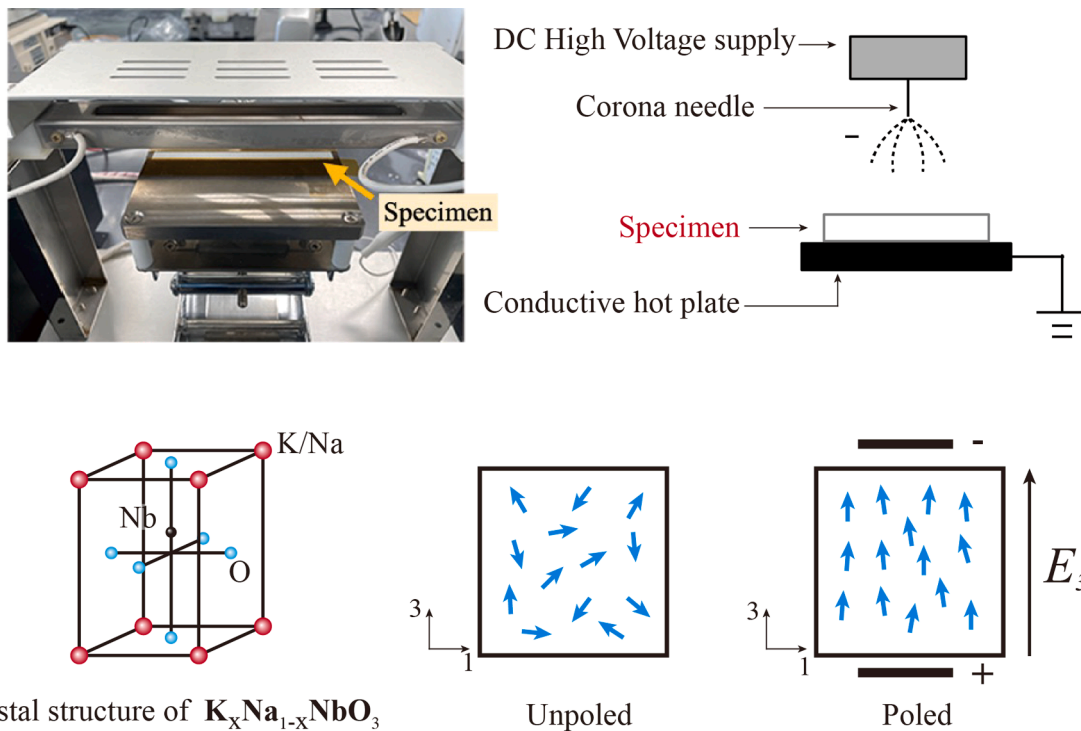 DC High Voltage supply
Corona needle
-
Specimen
Specimen
Conductive hot plate
K/Na
Nb
O
3
1
3
1
-
+
E₃
stal structure of KₓNa₁₋ₓNbO₃
Unpoled
Poled